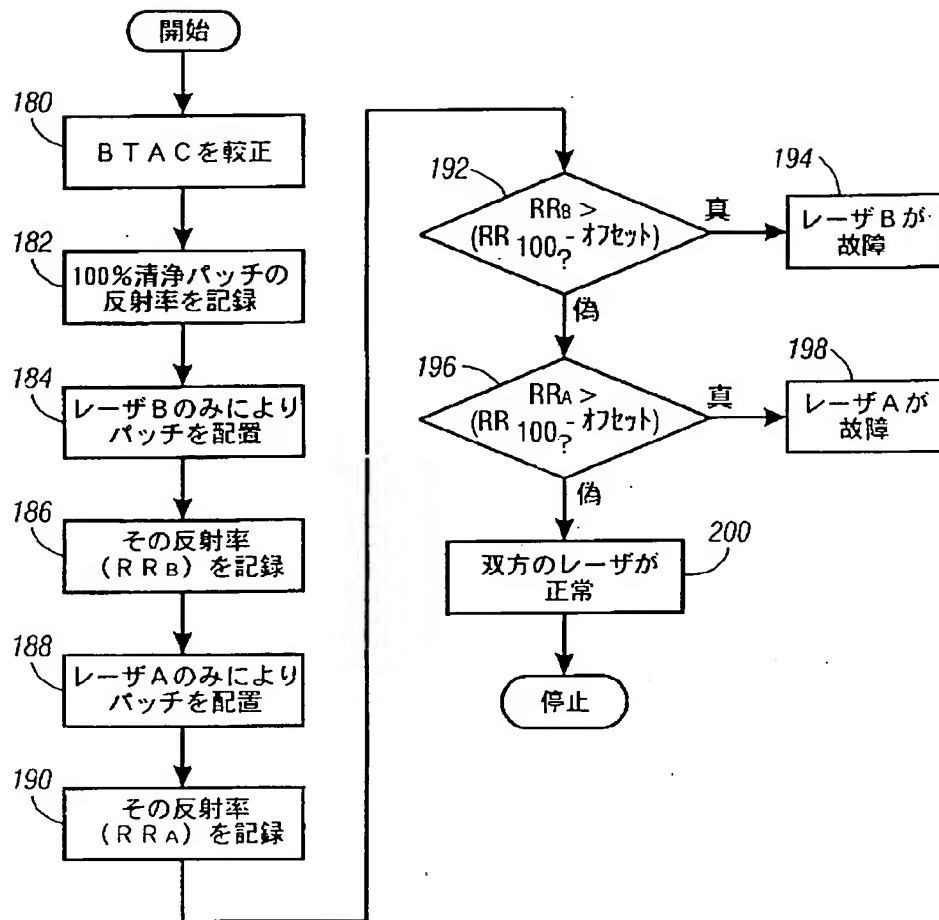 開始
180
BTACを較正
182
100%清浄パッチの
反射率を記録
184
レーザBのみにより
パッチを配置
186
その反射率
(RRB)を記録
188
レーザAのみにより
パッチを配置
190
その反射率
(RRA)を記録
192
RRB >
(RR 100 - オフセット)
?
真
偽
194
レーザBが
故障
196
RRA >
(RR 100 - オフセット)
?
真
偽
198
レーザAが
故障
200
双方のレーザが
正常
停止